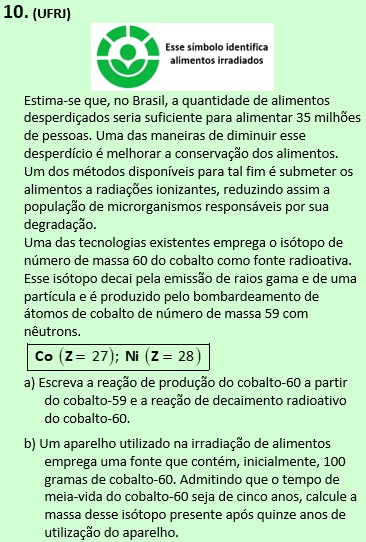 10. (UFRJ)
Esse símbolo identifica
alimentos irradiados
Estima-se que, no Brasil, a quantidade de alimentos
desperdiçados seria suficiente para alimentar 35 milhões
de pessoas. Uma das maneiras de diminuir esse
desperdício é melhorar a conservação dos alimentos.
Um dos métodos disponíveis para tal fim é submeter os
alimentos a radiações ionizantes, reduzindo assim a
população de microrganismos responsáveis por sua
degradação.
Uma das tecnologias existentes emprega o isótopo de
número de massa 60 do cobalto como fonte radioativa.
Esse isótopo decai pela emissão de raios gama e de uma
partícula e é produzido pelo bombardeamento de
átomos de cobalto de número de massa 59 com
nêutrons.
Co (Z = 27); Ni (Z = 28)
a) Escreva a reação de produção do cobalto-60 a partir
do cobalto-59 e a reação de decaimento radioativo
do cobalto-60.
b) Um aparelho utilizado na irradiação de alimentos
emprega uma fonte que contém, inicialmente, 100
gramas de cobalto-60. Admitindo que o tempo de
meia-vida do cobalto-60 seja de cinco anos, calcule a
massa desse isótopo presente após quinze anos de
utilização do aparelho.